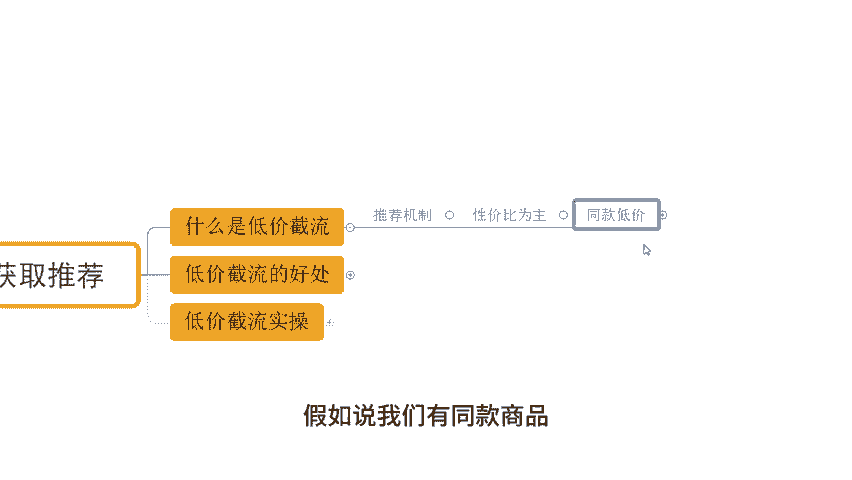 获取推荐
什么是低价截流
推荐机制
性价比为主
同款低价
低价截流的好处
低价截流实操
假如说我们有同款商品